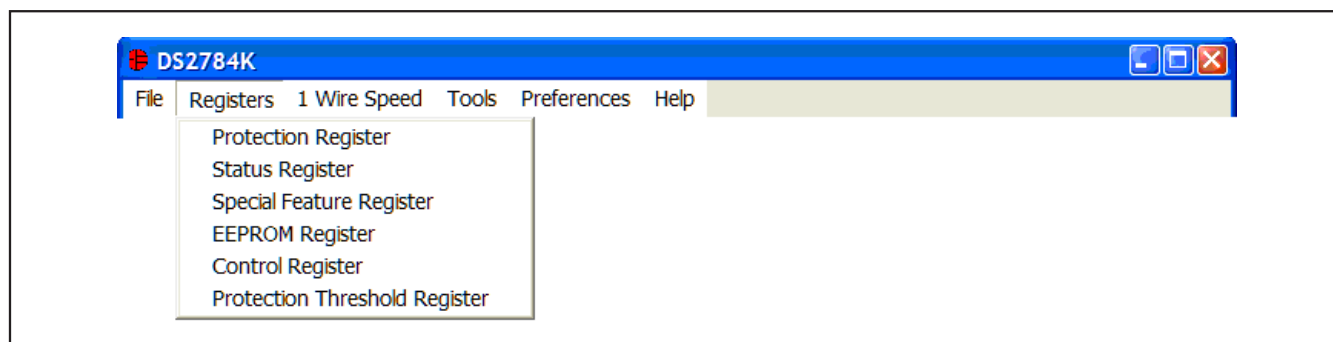 DS2784K
File Registers 1 Wire Speed Tools Preferences Help
Protection Register
Status Register
Special Feature Register
EEPROM Register
Control Register
Protection Threshold Register